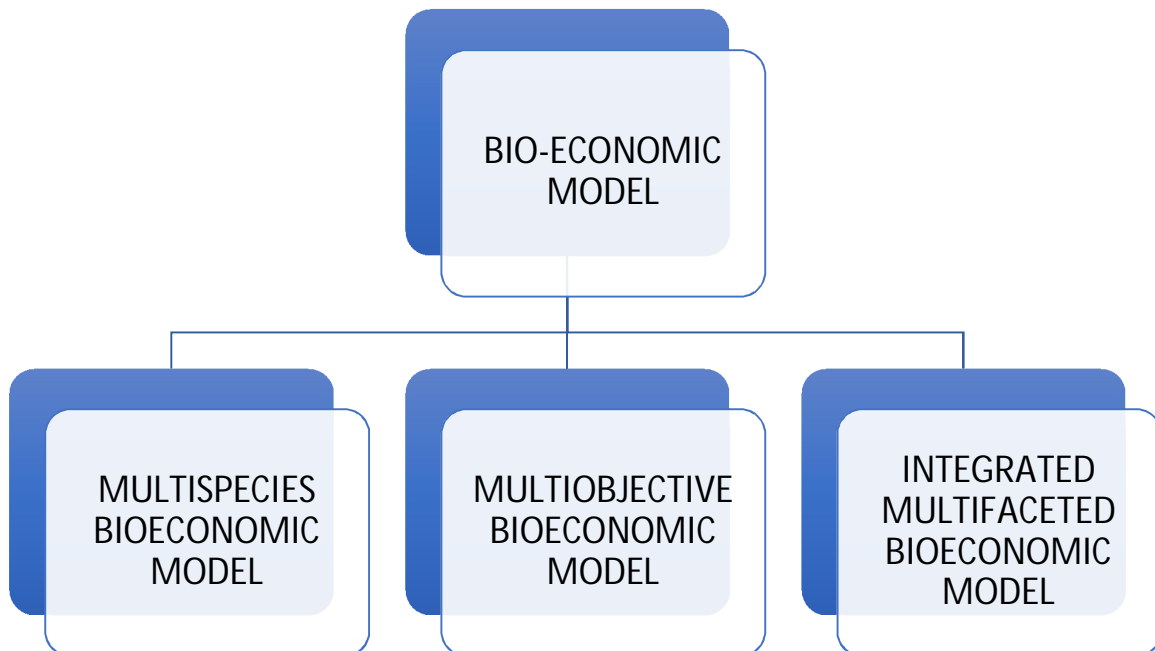 BIO-ECONOMIC
MODEL
MULTISPECIES
BIOECONOMIC
MODEL
MULTIOBJECTIVE
BIOECONOMIC
MODEL
INTEGRATED
MULTIFACETED
BIOECONOMIC
MODEL